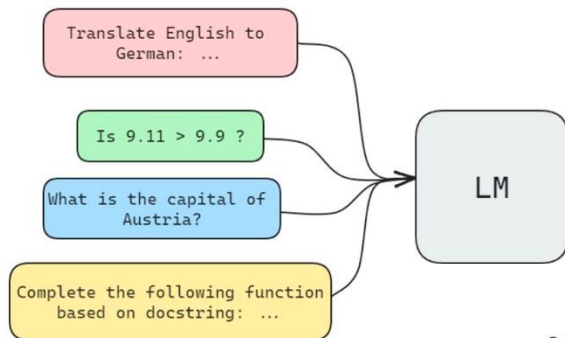 Translate English to
German: ...
Is 9.11 > 9.9 ?
What is the capital of
Austria?
Complete the following function
based on docstring: ...
LM